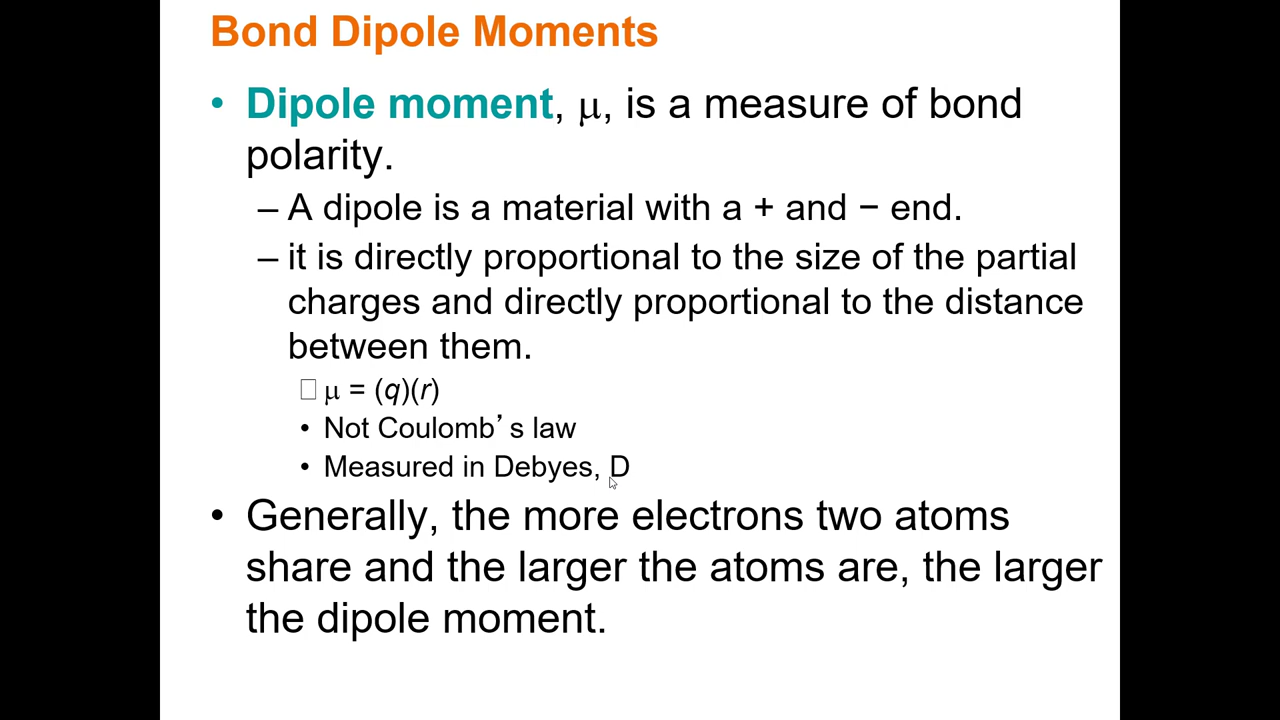 Bond Dipole Moments
• Dipole moment, μ, is a measure of bond
polarity.
– A dipole is a material with a + and − end.
– it is directly proportional to the size of the partial
charges and directly proportional to the distance
between them.
□ μ = (q)(r)
• Not Coulomb’s law
• Measured in Debyes, D
• Generally, the more electrons two atoms
share and the larger the atoms are, the larger
the dipole moment.